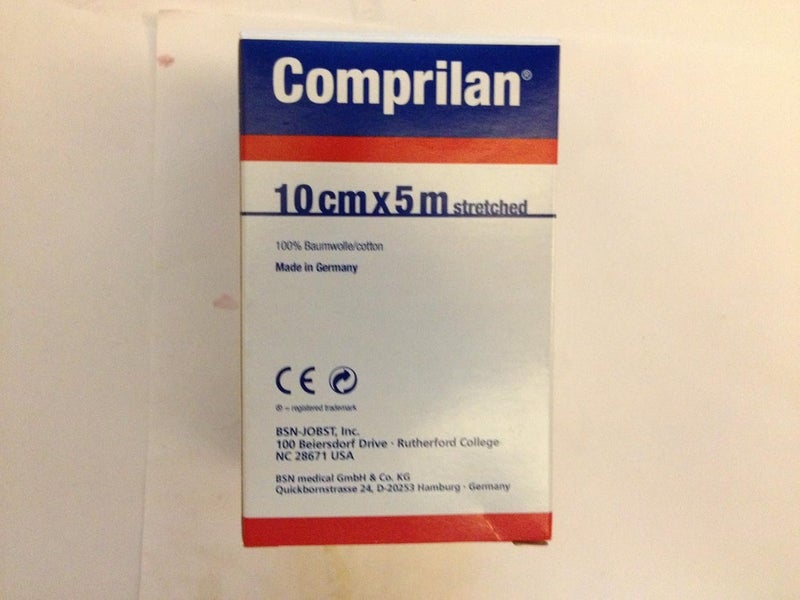 Comprilan®
10 cm x 5 m stretched
100% Baumwolle/cotton
Made in Germany
CE
® = registered trademark
BSN-JOBST, Inc.
100 Beiersdorf Drive · Rutherford College
NC 28671 USA
BSN medical GmbH & Co. KG
Quickbornstrasse 24, D-20253 Hamburg · Germany